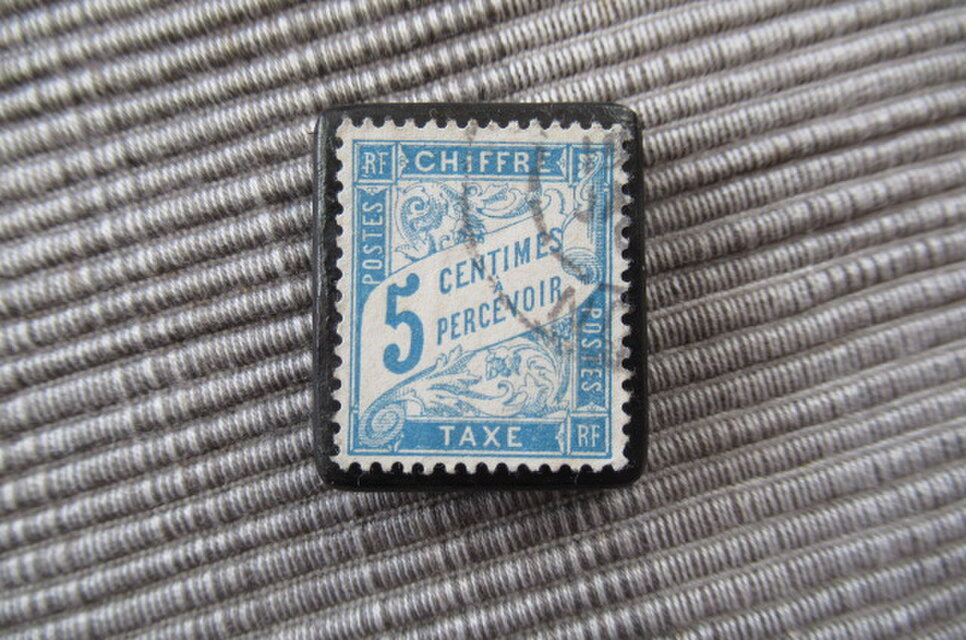 RF CHIFFRE
POSTES
5 CENTIMES
A
PERCEVOIR
POSTES
TAXE RF